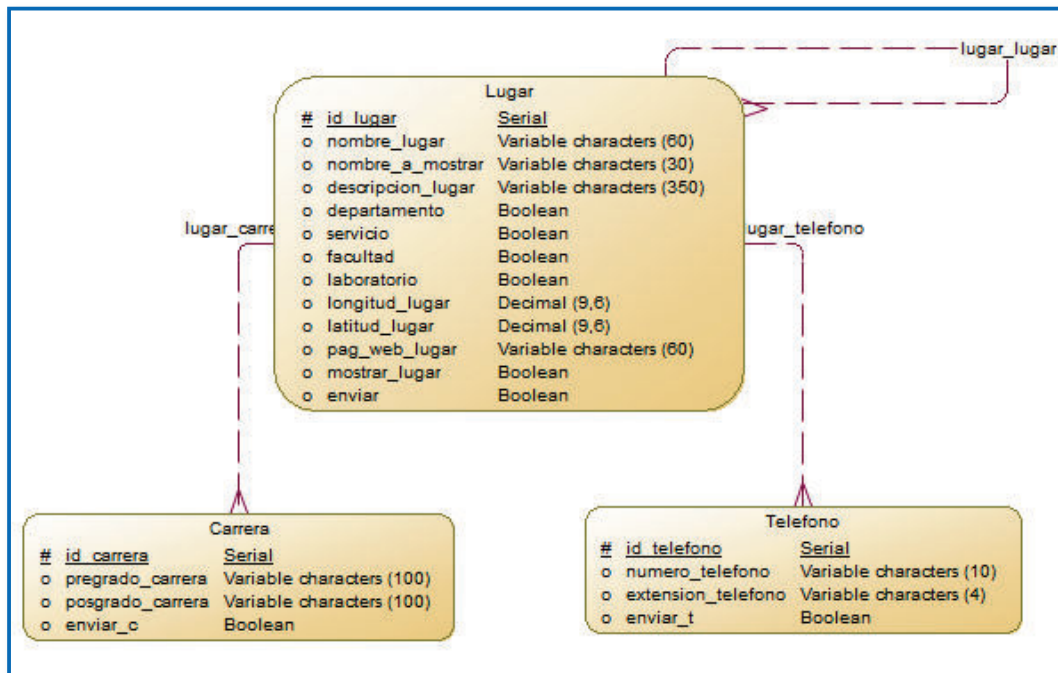 lugar_lugar
Lugar
# id_lugar Serial
o nombre_lugar Variable characters (60)
o nombre_a_mostrar Variable characters (30)
o descripcion_lugar Variable characters (350)
o departamento Boolean
o servicio Boolean
o facultad Boolean
o laboratorio Boolean
o longitud_lugar Decimal (9,6)
o latitud_lugar Decimal (9,6)
o pag_web_lugar Variable characters (60)
o mostrar_lugar Boolean
o enviar Boolean
lugar_carre
lugar_telefono
Carrera
# id_carrera Serial
o pregrado_carrera Variable characters (100)
o posgrado_carrera Variable characters (100)
o enviar_c Boolean
Telefono
# id_telefono Serial
o numero_telefono Variable characters (10)
o extension_telefono Variable characters (4)
o enviar_t Boolean